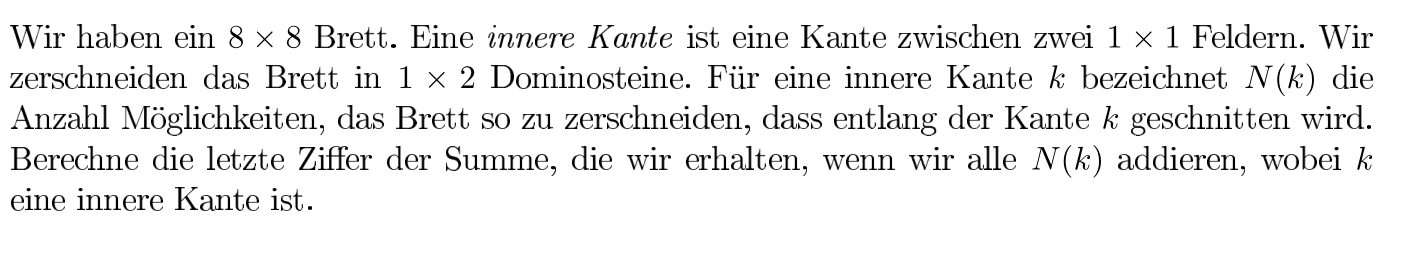 Wir haben ein 8 × 8 Brett. Eine innere Kante ist eine Kante zwischen zwei 1 × 1 Feldern. Wir
zerschneiden das Brett in 1 × 2 Dominosteine. Für eine innere Kante k bezeichnet N(k) die
Anzahl Möglichkeiten, das Brett so zu zerschneiden, dass entlang der Kante k geschnitten wird.
Berechne die letzte Ziffer der Summe, die wir erhalten, wenn wir alle N(k) addieren, wobei k
eine innere Kante ist.